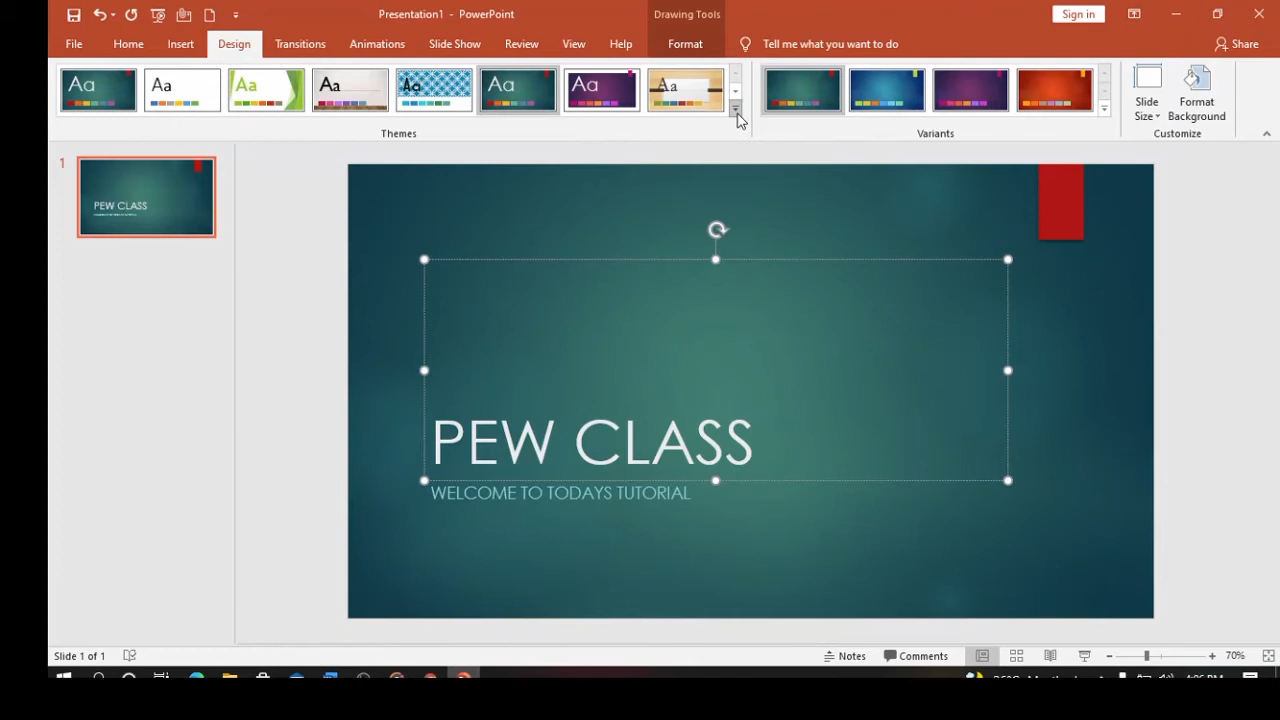 Presentation1 - PowerPoint
Drawing Tools
Sign in
File
Home
Insert
Design
Transitions
Animations
Slide Show
Review
View
Help
Format
Tell me what you want to do
Share
Aa
Aa
Aa
Aa
Aa
Aa
Aa
Aa
Slide Size
Format Background
Themes
Variants
Customize
1
PEW CLASS
PEW CLASS
WELCOME TO TODAYS TUTORIAL
Slide 1 of 1
Notes
Comments
70%